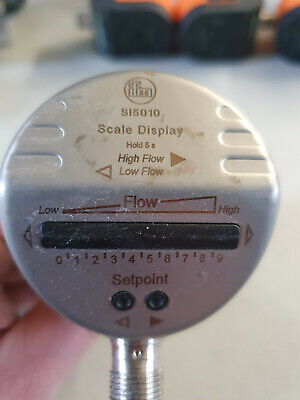 ifm
SI5010
Scale Display
Hold 5 s
High Flow
Low Flow
Flow
Low High
0 1 2 3 4 5 6 7 8 9
Setpoint